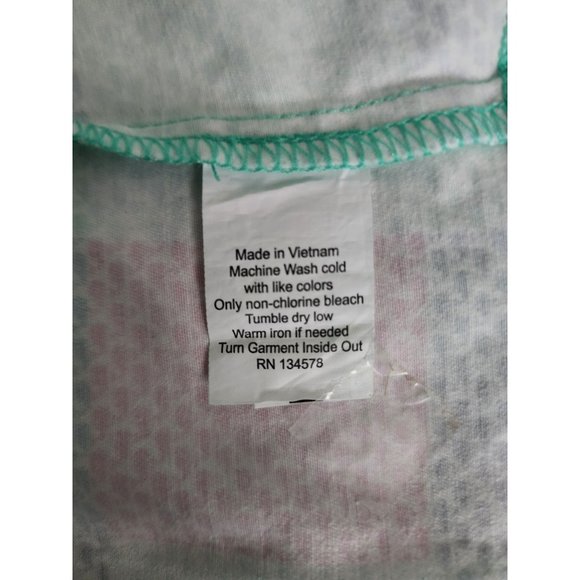 Made in Vietnam
Machine Wash cold
with like colors
Only non-chlorine bleach
Tumble dry low
Warm iron if needed
Turn Garment Inside Out
RN 134578